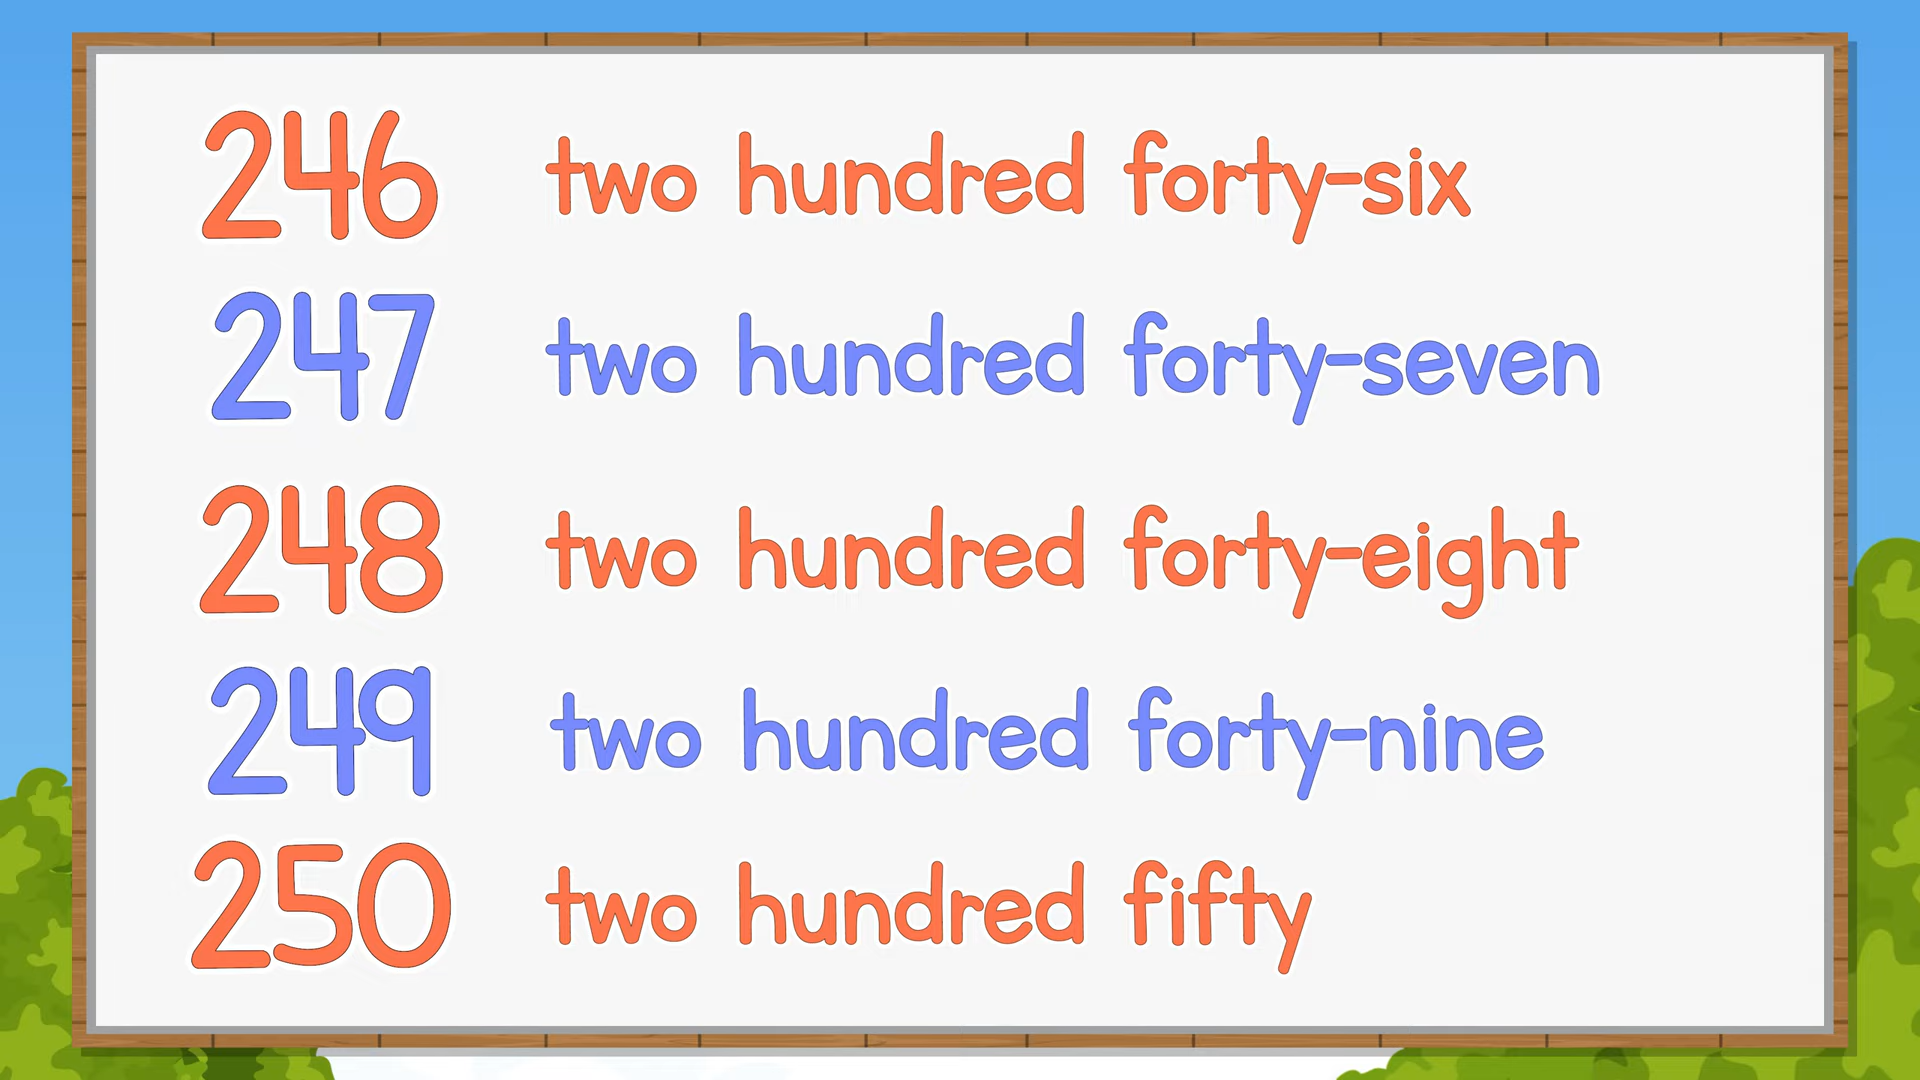 246 two hundred forty-six
247 two hundred forty-seven
248 two hundred forty-eight
249 two hundred forty-nine
250 two hundred fifty